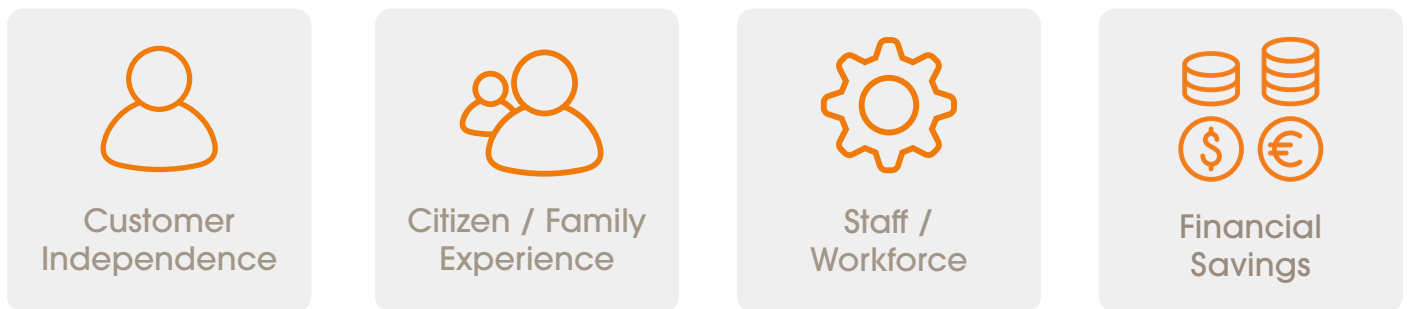 $ €
Customer
Independence
Citizen / Family
Experience
Staff /
Workforce
Financial
Savings